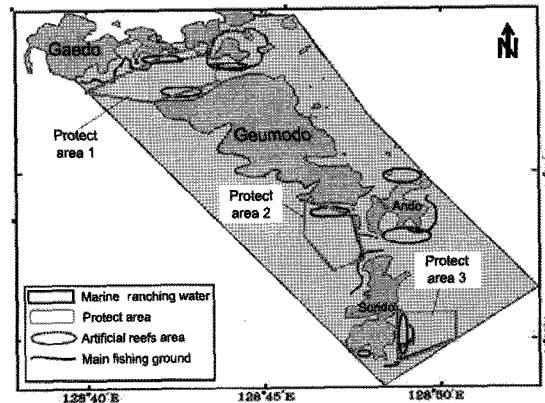 Gaedo
N
Protect
area 1
Geumodo
Protect
area 2
Ando
Protect
area 3
Marine ranching water
Protect area
Artificial reefs area
Main fishing ground
128°40'E
128°45'E
128°50'E